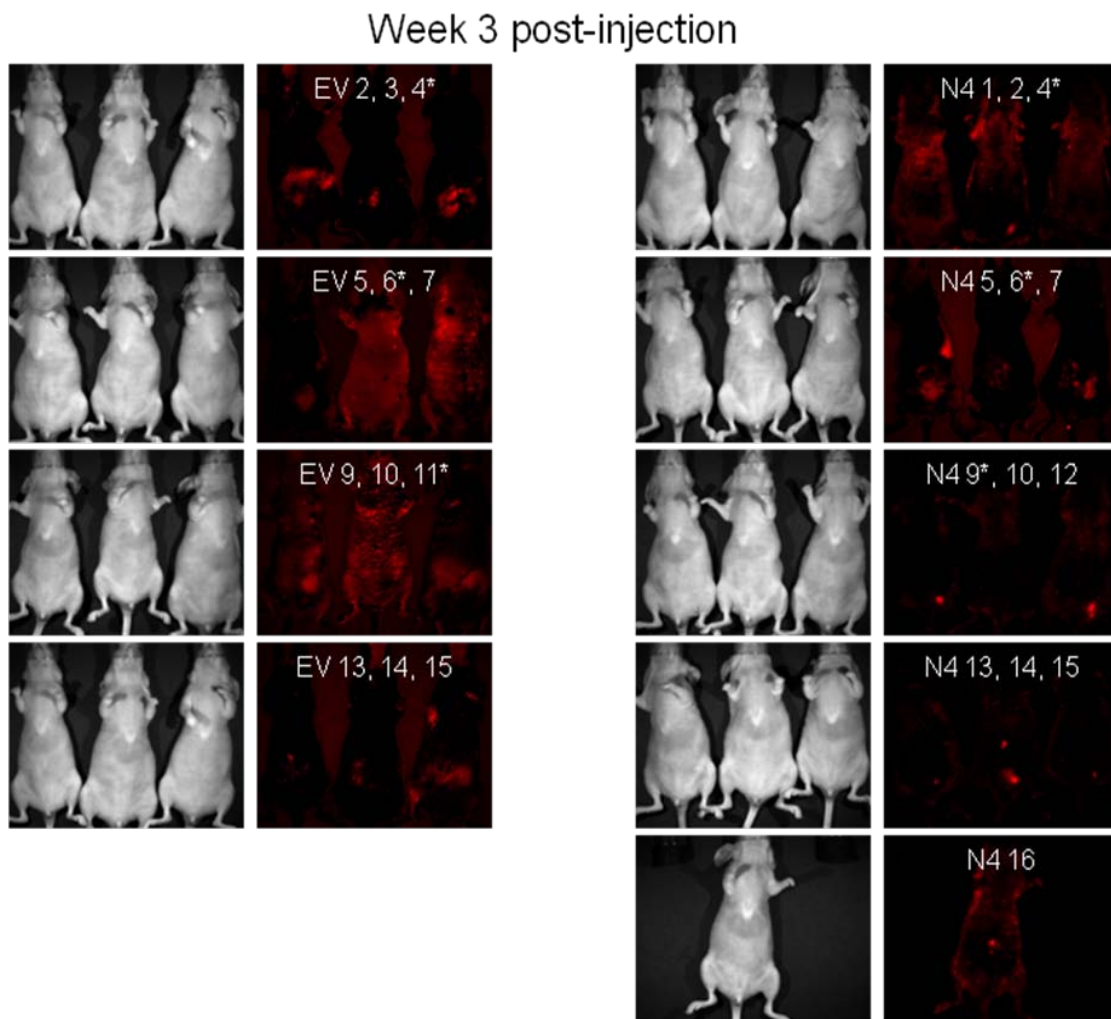 Week 3 post-injection
EV 2, 3, 4*
N4 1, 2, 4*
EV 5, 6*, 7
N4 5, 6*, 7
EV 9, 10, 11*
N4 9*, 10, 12
EV 13, 14, 15
N4 13, 14, 15
N4 16